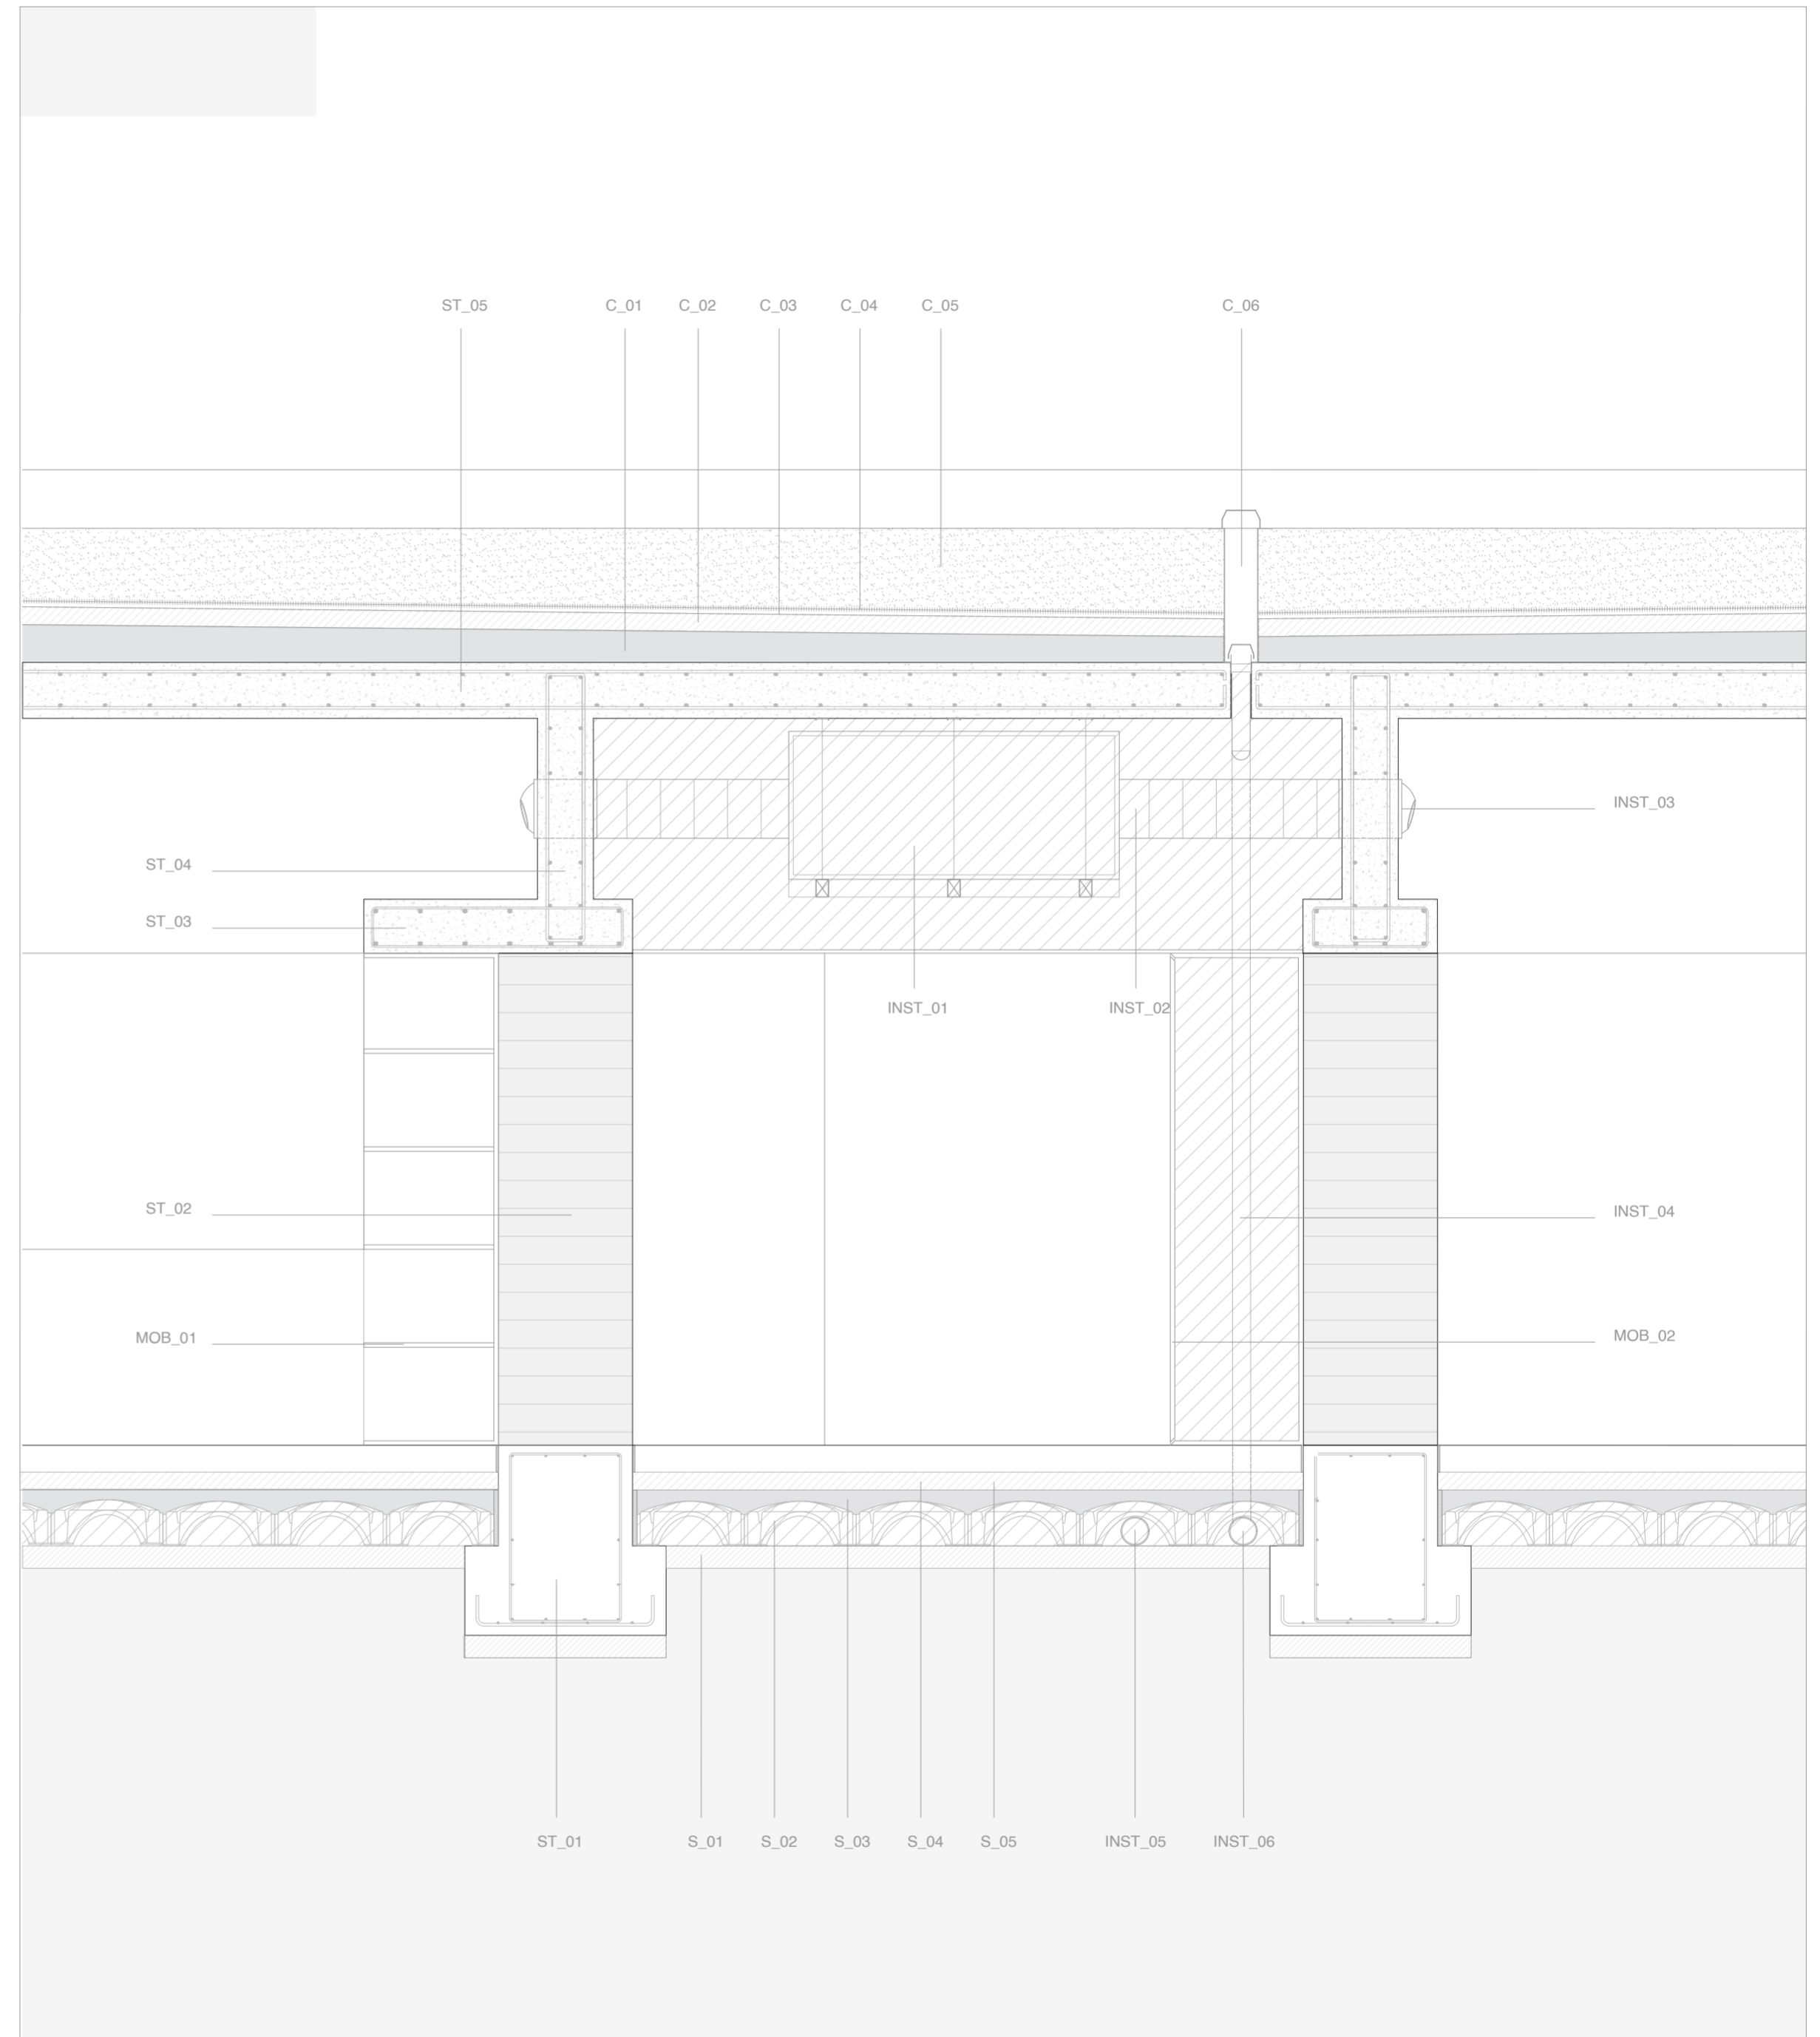 ST_05 C_01 C_02 C_03 C_04 C_05 C_06
INST_03
ST_04
ST_03
INST_01 INST_02
ST_02 INST_04
MOB_01 MOB_02
ST_01 S_01 S_02 S_03 S_04 S_05 INST_05 INST_06